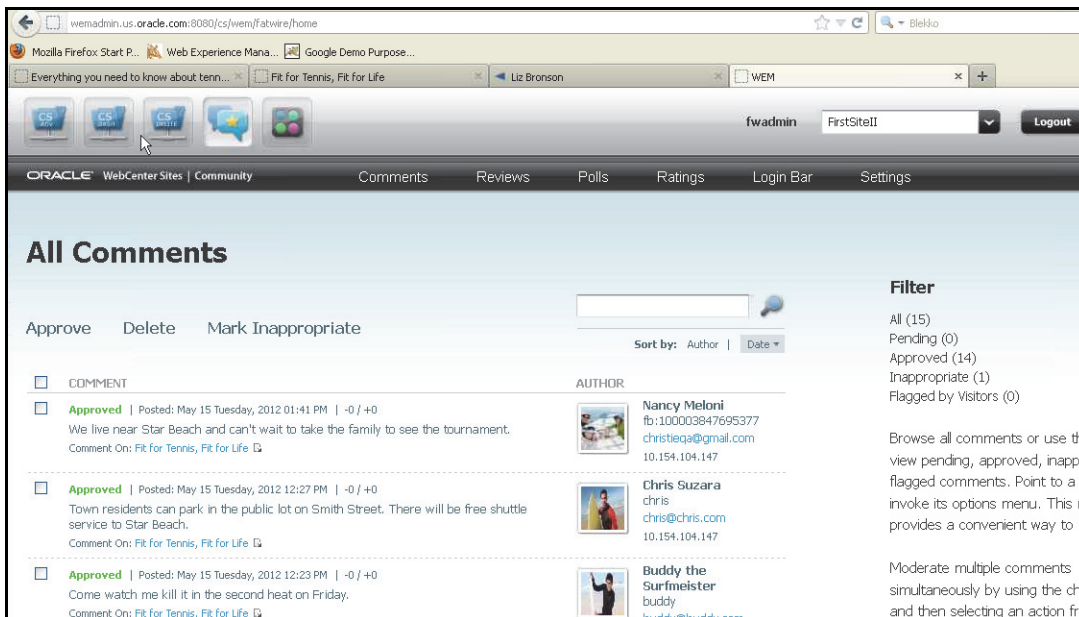 wemadmin.us.oracle.com:8080/cs/wem/fatwire/home
Blekko
Mozilla Firefox Start P...
Web Experience Mana...
Google Demo Purpose...
Everything you need to know about tenn...
Fit for Tennis, Fit for Life
Liz Bronson
WEM
CS
CS
CS
fwadmin
FirstSiteII
Logout
ORACLE WebCenter Sites | Community
Comments
Reviews
Polls
Ratings
Login Bar
Settings
All Comments
Approve
Delete
Mark Inappropriate
Sort by: Author | Date
COMMENT
AUTHOR
Approved | Posted: May 15 Tuesday, 2012 01:41 PM | -0 / +0
We live near Star Beach and can't wait to take the family to see the tournament.
Comment On: Fit for Tennis, Fit for Life
Nancy Meloni
fb:100003847695377
christieqa@gmail.com
10.154.104.147
Approved | Posted: May 15 Tuesday, 2012 12:27 PM | -0 / +0
Town residents can park in the public lot on Smith Street. There will be free shuttle
service to Star Beach.
Comment On: Fit for Tennis, Fit for Life
Chris Suzara
chris
chris@chris.com
10.154.104.147
Approved | Posted: May 15 Tuesday, 2012 12:23 PM | -0 / +0
Come watch me kill it in the second heat on Friday.
Comment On: Fit for Tennis, Fit for Life
Buddy the
Surfmeister
buddy
buddy@buddy.com
Filter
All (15)
Pending (0)
Approved (14)
Inappropriate (1)
Flagged by Visitors (0)
Browse all comments or use th
view pending, approved, inapp
flagged comments. Point to a
invoke its options menu. This
provides a convenient way to
Moderate multiple comments
simultaneously by using the ch
and then selecting an action fr